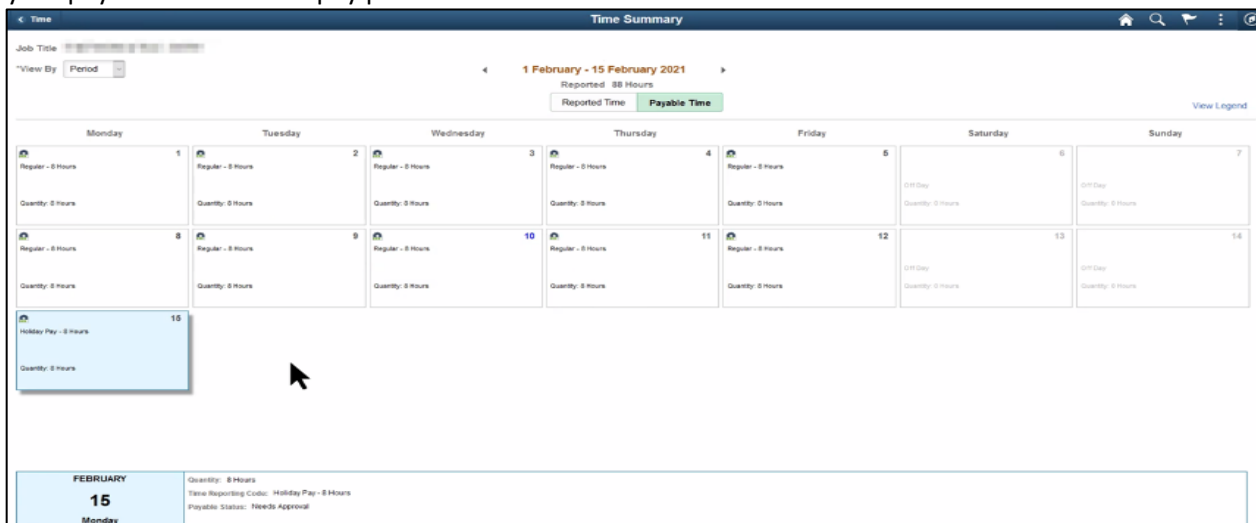 Time
Time Summary
Job Title
*View By Period
1 February - 15 February 2021
Reported 88 Hours
Reported Time Payable Time
View Legend
Monday Tuesday Wednesday Thursday Friday Saturday Sunday
1 2 3 4 5 6 7
Regular - 8 Hours Regular - 8 Hours Regular - 8 Hours Regular - 8 Hours Regular - 8 Hours
Off Day Off Day
Quantity: 8 Hours Quantity: 8 Hours Quantity: 8 Hours Quantity: 8 Hours Quantity: 8 Hours Quantity: 0 Hours Quantity: 0 Hours
8 9 10 11 12 13 14
Regular - 8 Hours Regular - 8 Hours Regular - 8 Hours Regular - 8 Hours Regular - 8 Hours
Off Day Off Day
Quantity: 8 Hours Quantity: 8 Hours Quantity: 8 Hours Quantity: 8 Hours Quantity: 8 Hours Quantity: 0 Hours Quantity: 0 Hours
15
Holiday Pay - 8 Hours
Quantity: 8 Hours
FEBRUARY
15
Monday
Quantity: 8 Hours
Time Reporting Code: Holiday Pay - 8 Hours
Payable Status: Needs Approval